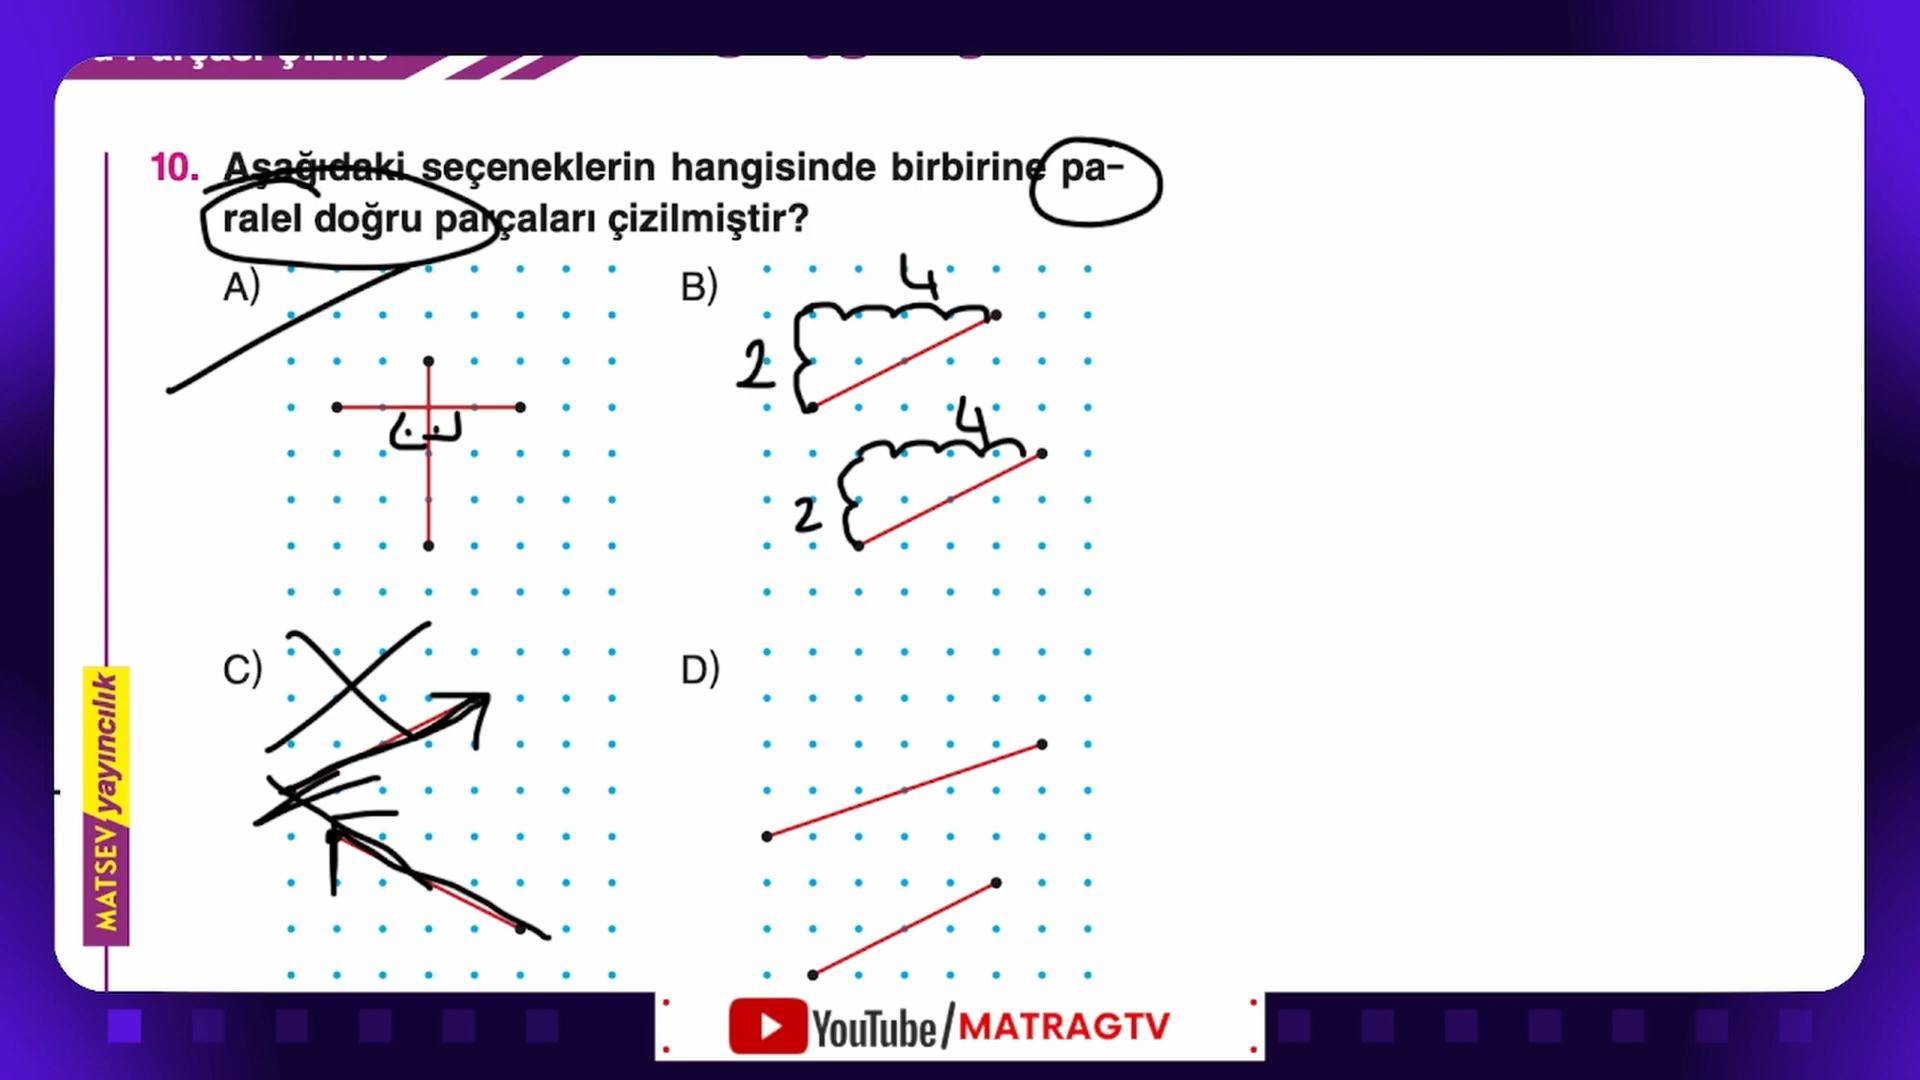 10. Aşağıdaki seçeneklerin hangisinde birbirine pa-
ralel doğru parçaları çizilmiştir?
A)
B)
4
2
4
2
C)
D)
MATSEV yayıncılık
YouTube/MATRAGTV